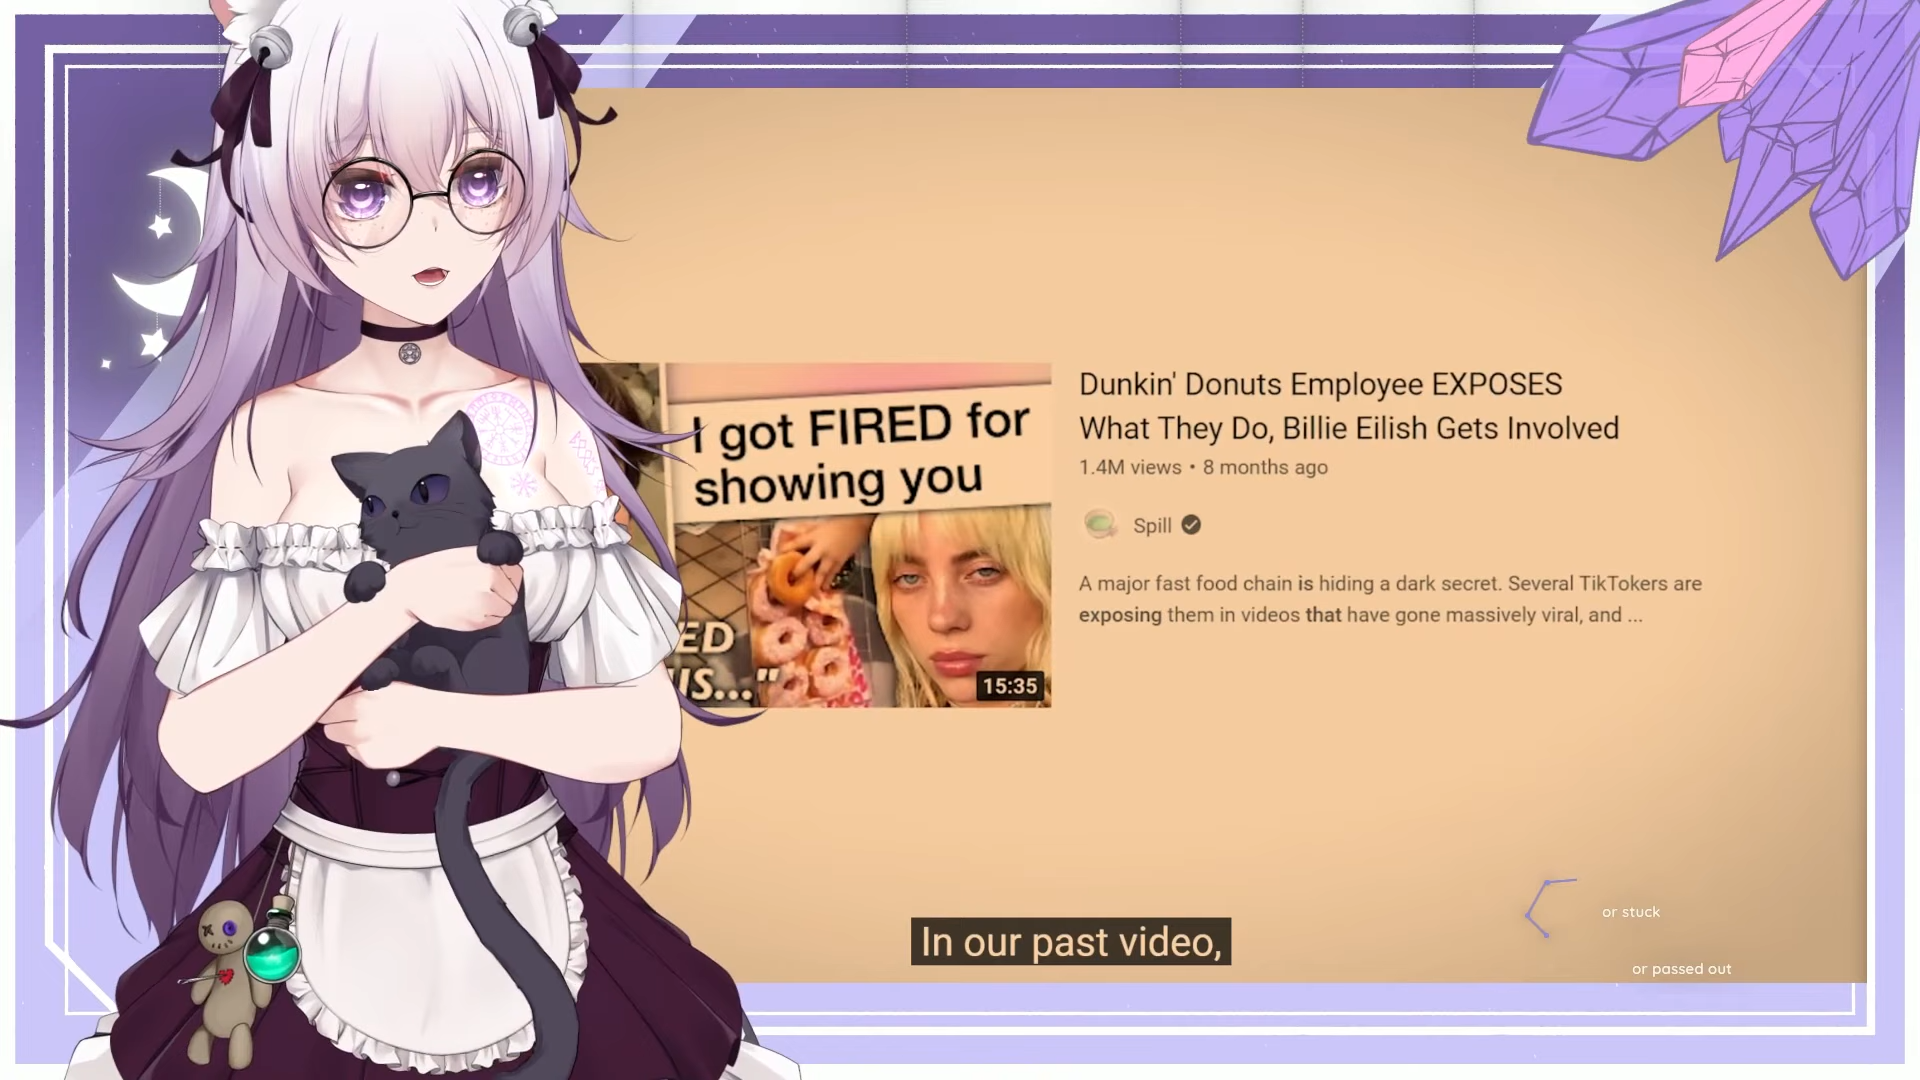 I got FIRED for
showing you
ED
IS..."
15:35
Dunkin' Donuts Employee EXPOSES
What They Do, Billie Eilish Gets Involved
1.4M views • 8 months ago
Spill
A major fast food chain is hiding a dark secret. Several TikTokers are
exposing them in videos that have gone massively viral, and ...
or stuck
In our past video,
or passed out